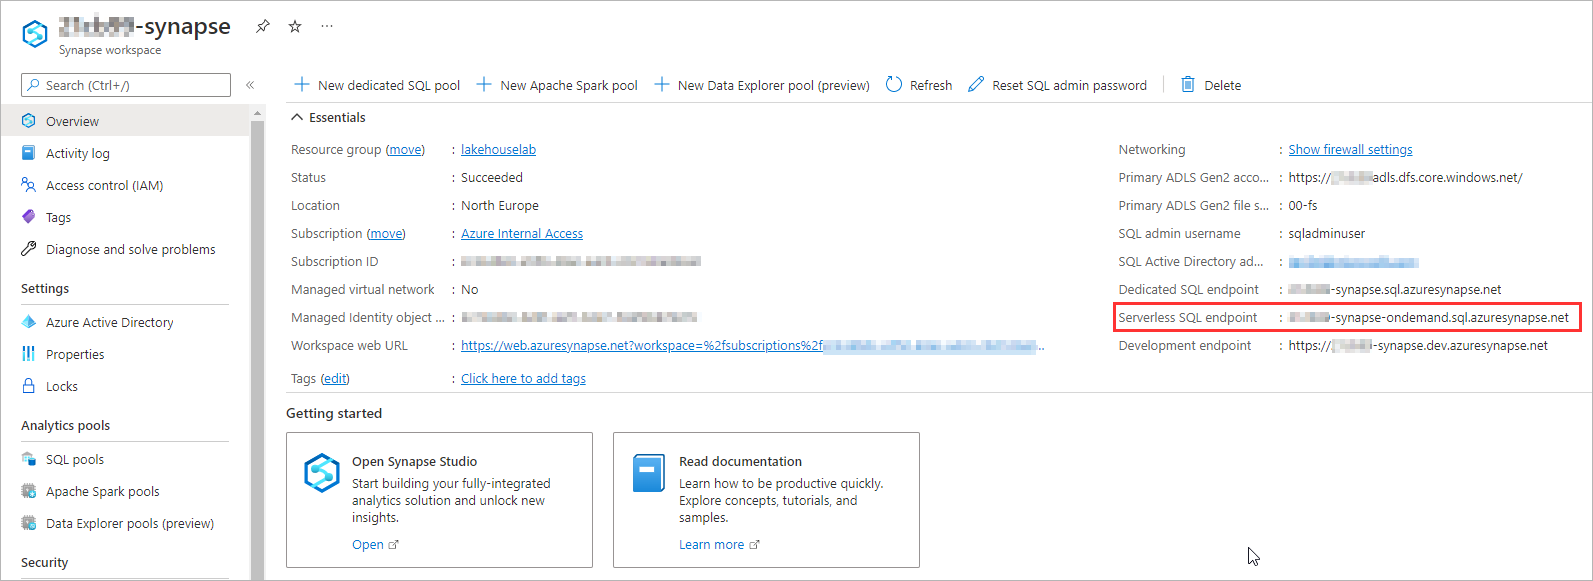 -synapse
Synapse workspace
Search (Ctrl+/)
Overview
Activity log
Access control (IAM)
Tags
Diagnose and solve problems
Settings
Azure Active Directory
Properties
Locks
Analytics pools
SQL pools
Apache Spark pools
Data Explorer pools (preview)
Security
New dedicated SQL pool
New Apache Spark pool
New Data Explorer pool (preview)
Refresh
Reset SQL admin password
Delete
Essentials
Resource group (move) : lakehouselab
Status : Succeeded
Location : North Europe
Subscription (move) : Azure Internal Access
Subscription ID :
Managed virtual network : No
Managed Identity object ... :
Workspace web URL : https://web.azuresynapse.net?workspace=%2fsubscriptions%2f ..
Tags (edit) : Click here to add tags
Networking : Show firewall settings
Primary ADLS Gen2 acco... : https:// adls.dfs.core.windows.net/
Primary ADLS Gen2 file s... : 00-fs
SQL admin username : sqladminuser
SQL Active Directory ad... :
Dedicated SQL endpoint : -synapse.sql.azuresynapse.net
Serverless SQL endpoint : -synapse-ondemand.sql.azuresynapse.net
Development endpoint : https:// -synapse.dev.azuresynapse.net
Getting started
Open Synapse Studio
Start building your fully-integrated
analytics solution and unlock new
insights.
Open
Read documentation
Learn how to be productive quickly.
Explore concepts, tutorials, and
samples.
Learn more